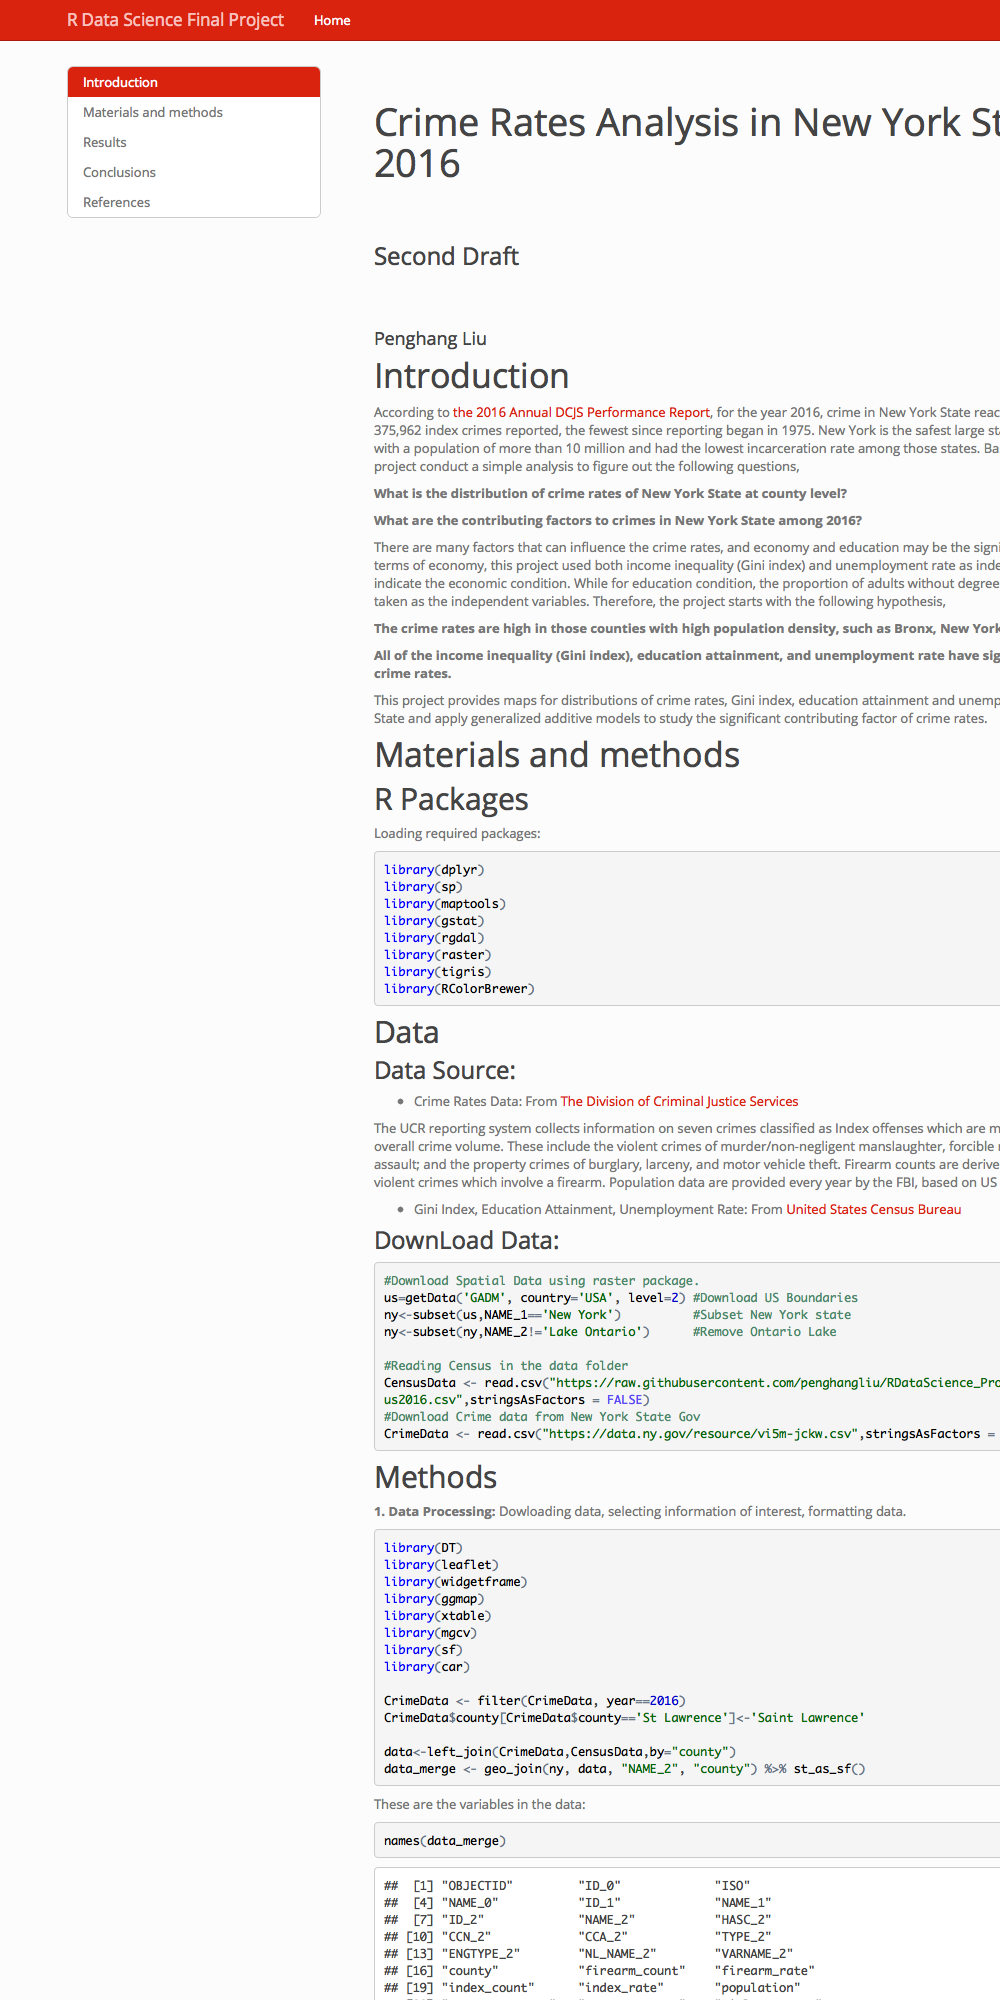 R Data Science Final Project Home
Introduction
Materials and methods
Results
Conclusions
References
Crime Rates Analysis in New York St
2016
Second Draft
Penghang Liu
Introduction
According to the 2016 Annual DCJS Performance Report, for the year 2016, crime in New York State reac
375,962 index crimes reported, the fewest since reporting began in 1975. New York is the safest large sta
with a population of more than 10 million and had the lowest incarceration rate among those states. Ba
project conduct a simple analysis to figure out the following questions,
What is the distribution of crime rates of New York State at county level?
What are the contributing factors to crimes in New York State among 2016?
There are many factors that can influence the crime rates, and economy and education may be the signi
terms of economy, this project used both income inequality (Gini index) and unemployment rate as inde
indicate the economic condition. While for education condition, the proportion of adults without degree
taken as the independent variables. Therefore, the project starts with the following hypothesis,
The crime rates are high in those counties with high population density, such as Bronx, New York
All of the income inequality (Gini index), education attainment, and unemployment rate have sig
crime rates.
This project provides maps for distributions of crime rates, Gini index, education attainment and unemp
State and apply generalized additive models to study the significant contributing factor of crime rates.
Materials and methods
R Packages
Loading required packages:
library(dplyr)
library(sp)
library(maptools)
library(gstat)
library(rgdal)
library(raster)
library(tigris)
library(RColorBrewer)
Data
Data Source:
• Crime Rates Data: From The Division of Criminal Justice Services
The UCR reporting system collects information on seven crimes classified as Index offenses which are m
overall crime volume. These include the violent crimes of murder/non-negligent manslaughter, forcible r
assault; and the property crimes of burglary, larceny, and motor vehicle theft. Firearm counts are derive
violent crimes which involve a firearm. Population data are provided every year by the FBI, based on US
• Gini Index, Education Attainment, Unemployment Rate: From United States Census Bureau
DownLoad Data:
#Download Spatial Data using raster package.
us=getData('GADM', country='USA', level=2) #Download US Boundaries
ny<-subset(us,NAME_1=='New York') #Subset New York state
ny<-subset(ny,NAME_2!='Lake Ontario') #Remove Ontario Lake
#Reading Census in the data folder
CensusData <- read.csv("https://raw.githubusercontent.com/penghangliu/RDataScience_Pro
us2016.csv",stringsAsFactors = FALSE)
#Download Crime data from New York State Gov
CrimeData <- read.csv("https://data.ny.gov/resource/vi5m-jckw.csv",stringsAsFactors =
Methods
1. Data Processing: Dowloading data, selecting information of interest, formatting data.
library(DT)
library(leaflet)
library(widgetframe)
library(ggmap)
library(xtable)
library(mgcv)
library(sf)
library(car)
CrimeData <- filter(CrimeData, year==2016)
CrimeData$county[CrimeData$county=='St Lawrence']<-'Saint Lawrence'
data<-left_join(CrimeData,CensusData,by="county")
data_merge <- geo_join(ny, data, "NAME_2", "county") %>% st_as_sf()
These are the variables in the data:
names(data_merge)
## [1] "OBJECTID" "ID_0" "ISO"
## [4] "NAME_0" "ID_1" "NAME_1"
## [7] "ID_2" "NAME_2" "HASC_2"
## [10] "CCN_2" "CCA_2" "TYPE_2"
## [13] "ENGTYPE_2" "NL_NAME_2" "VARNAME_2"
## [16] "county" "firearm_count" "firearm_rate"
## [19] "index_count" "index_rate" "population"